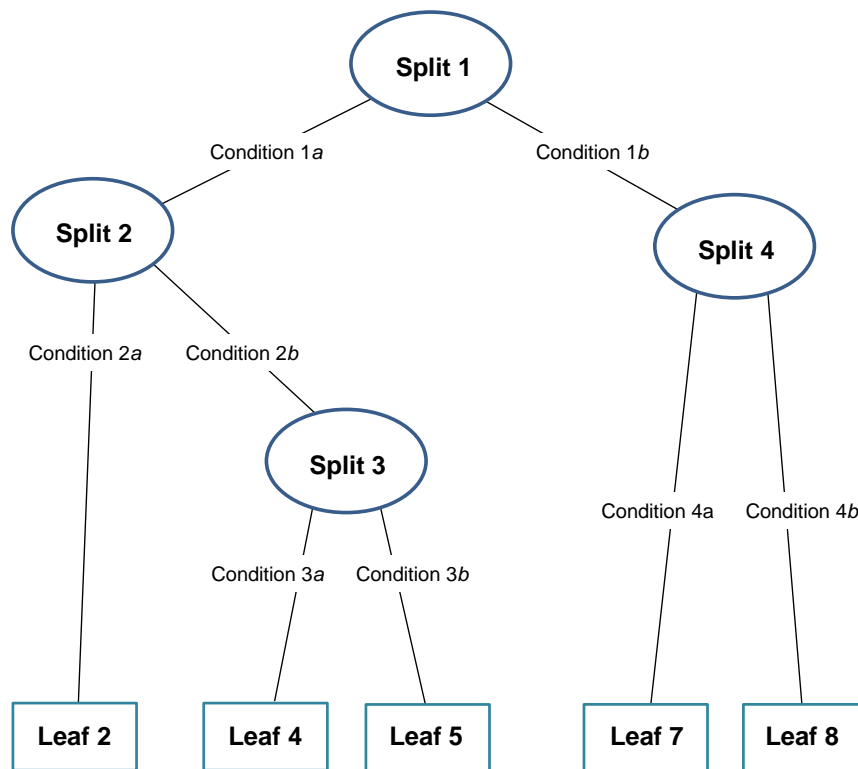 Split 1
Condition 1a
Condition 1b
Split 2
Split 4
Condition 2a
Condition 2b
Split 3
Condition 4a
Condition 4b
Condition 3a
Condition 3b
Leaf 2
Leaf 4
Leaf 5
Leaf 7
Leaf 8